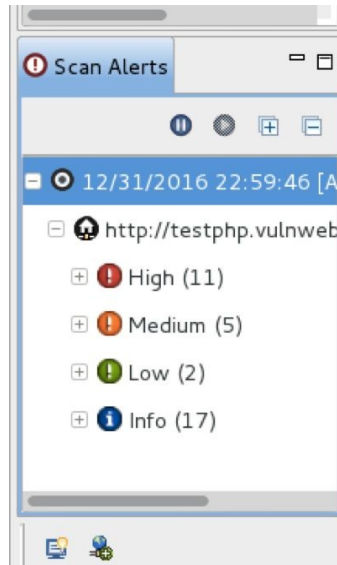 Scan Alerts
12/31/2016 22:59:46 [A
http://testphp.vulnweb
High (11)
Medium (5)
Low (2)
Info (17)